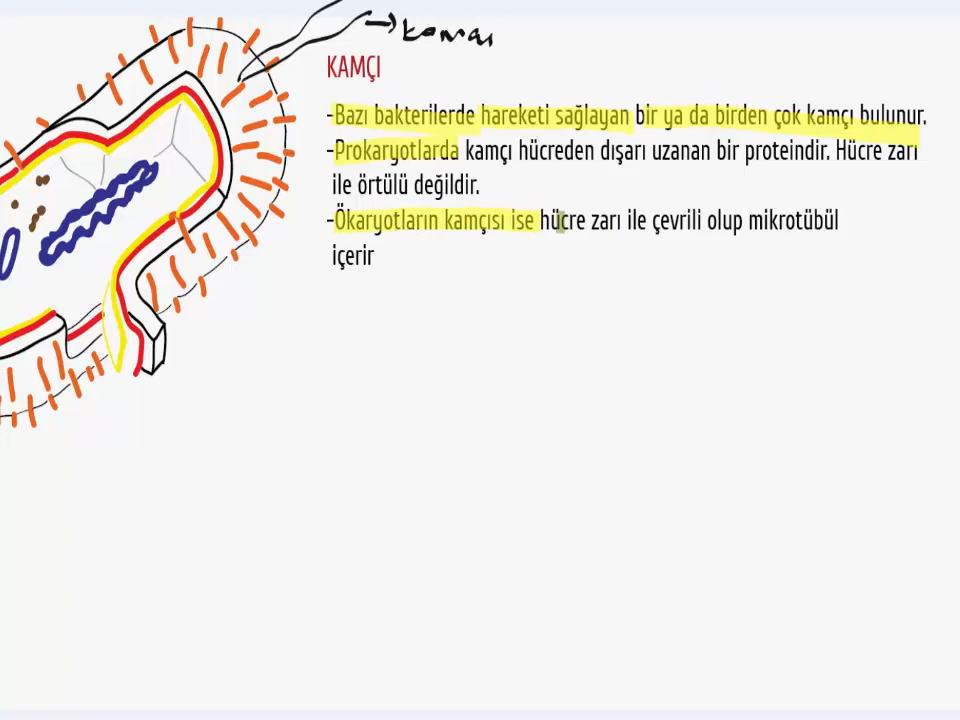 kamçı
KAMÇI
-Bazı bakterilerde hareketi sağlayan bir ya da birden çok kamçı bulunur.
-Prokaryotlarda kamçı hücreden dışarı uzanan bir proteindir. Hücre zarı
ile örtülü değildir.
-Ökaryotların kamçısı ise hücre zarı ile çevrili olup mikrotübül
içerir